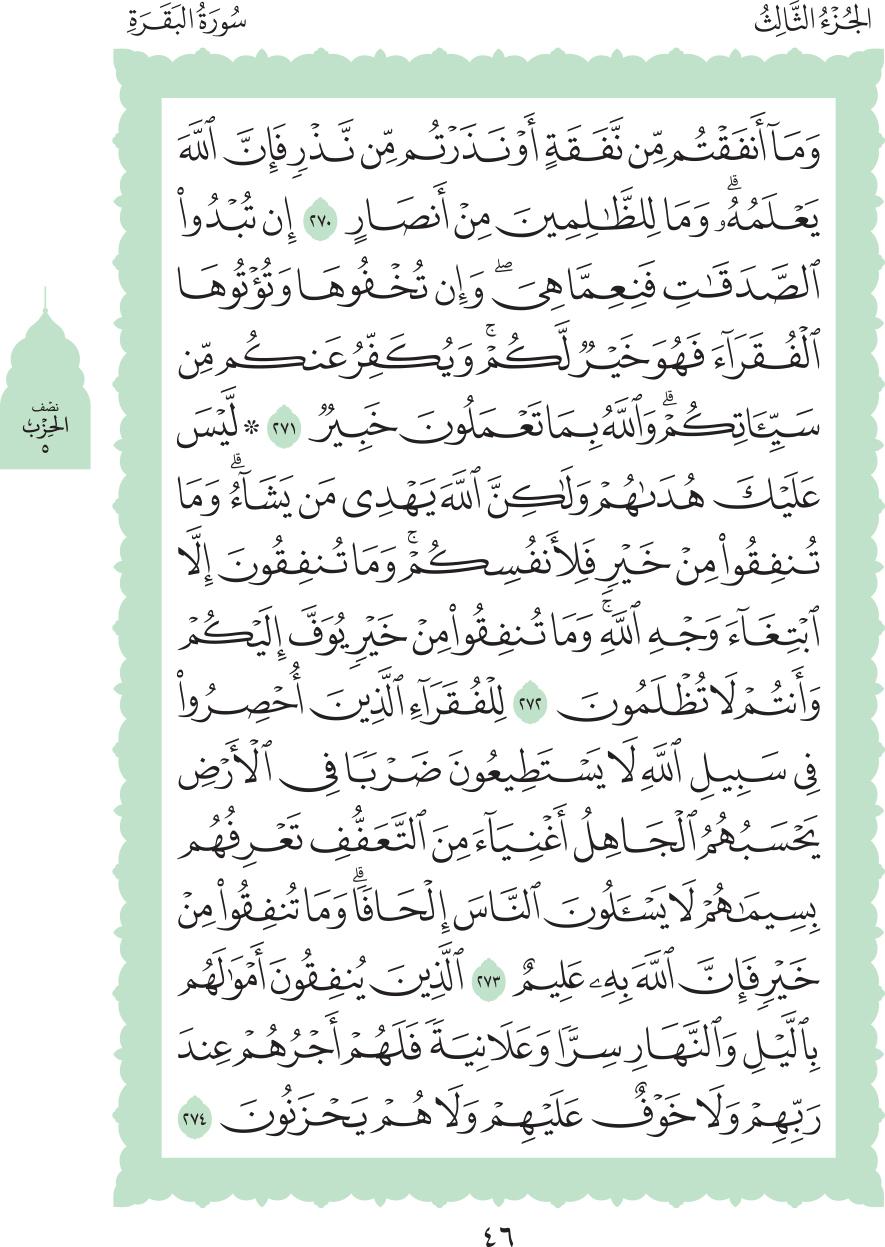 الجُزْءُ الثَّالِثُ
سُورَةُ البَقَرَةِ
وَمَآ أَنفَقْتُم مِّن نَّفَقَةٍ أَوْ نَذَرْتُم مِّن نَّذْرٍ فَإِنَّ ٱللَّهَ
يَعْلَمُهُۥۗ وَمَا لِلظَّٰلِمِينَ مِنْ أَنصَارٍ ٢٧٠ إِن تُبْدُوا۟
ٱلصَّدَقَٰتِ فَنِعِمَّا هِىَۖ وَإِن تُخْفُوهَا وَتُؤْتُوهَا
ٱلْفُقَرَآءَ فَهُوَ خَيْرٌ لَّكُمْۚ وَيُكَفِّرُ عَنكُم مِّن
سَيِّـَٔاتِكُمْۗ وَٱللَّهُ بِمَا تَعْمَلُونَ خَبِيرٌ ٢٧١ * لَّيْسَ
عَلَيْكَ هُدَىٰهُمْ وَلَٰكِنَّ ٱللَّهَ يَهْدِى مَن يَشَآءُۗ وَمَا
تُنفِقُوا۟ مِنْ خَيْرٍ فَلِأَنفُسِكُمْۚ وَمَا تُنفِقُونَ إِلَّا
ٱبْتِغَآءَ وَجْهِ ٱللَّهِۚ وَمَا تُنفِقُوا۟ مِنْ خَيْرٍ يُوَفَّ إِلَيْكُمْ
وَأَنتُمْ لَا تُظْلَمُونَ ٢٧٢ لِلْفُقَرَآءِ ٱلَّذِينَ أُحْصِرُوا۟
فِى سَبِيلِ ٱللَّهِ لَا يَسْتَطِيعُونَ ضَرْبًا فِى ٱلْأَرْضِ
يَحْسَبُهُمُ ٱلْجَاهِلُ أَغْنِيَآءَ مِنَ ٱلتَّعَفُّفِ تَعْرِفُهُم
بِسِيمَٰهُمْ لَا يَسْـَٔلُونَ ٱلنَّاسَ إِلْحَافًاۗ وَمَا تُنفِقُوا۟ مِنْ
خَيْرٍ فَإِنَّ ٱللَّهَ بِهِۦ عَلِيمٌ ٢٧٣ ٱلَّذِينَ يُنفِقُونَ أَمْوَٰلَهُم
بِٱلَّيْلِ وَٱلنَّهَارِ سِرًّا وَعَلَانِيَةً فَلَهُمْ أَجْرُهُمْ عِندَ
رَبِّهِمْ وَلَا خَوْفٌ عَلَيْهِمْ وَلَا هُمْ يَحْزَنُونَ ٢٧٤
نصْف
الحِزْب
٥
٤٦